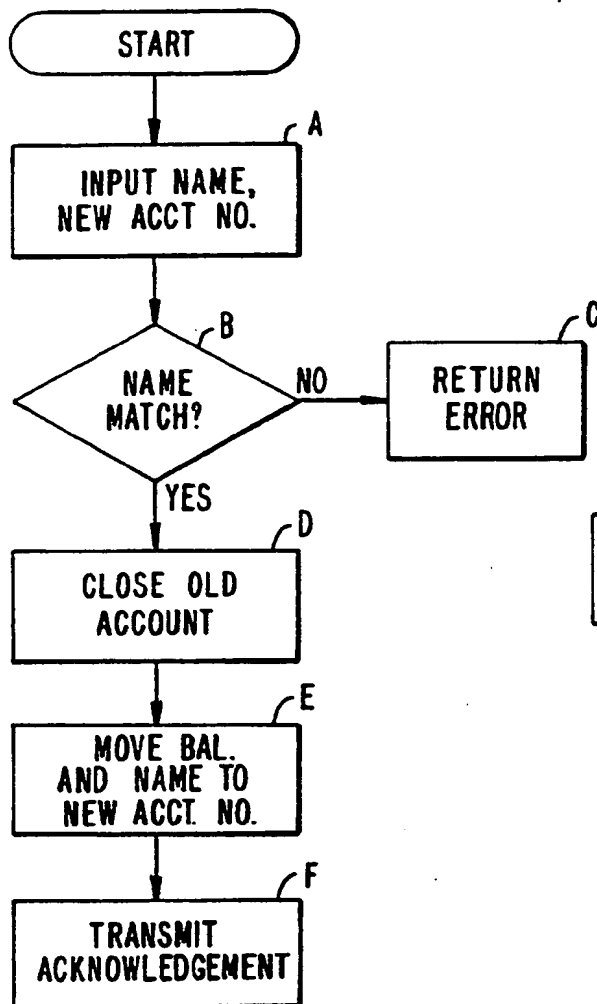 START
A
INPUT NAME,
NEW ACCT NO.
B
NAME
MATCH?
NO
C
RETURN
ERROR
YES
D
CLOSE OLD
ACCOUNT
E
MOVE BAL.
AND NAME TO
NEW ACCT. NO.
F
TRANSMIT
ACKNOWLEDGEMENT